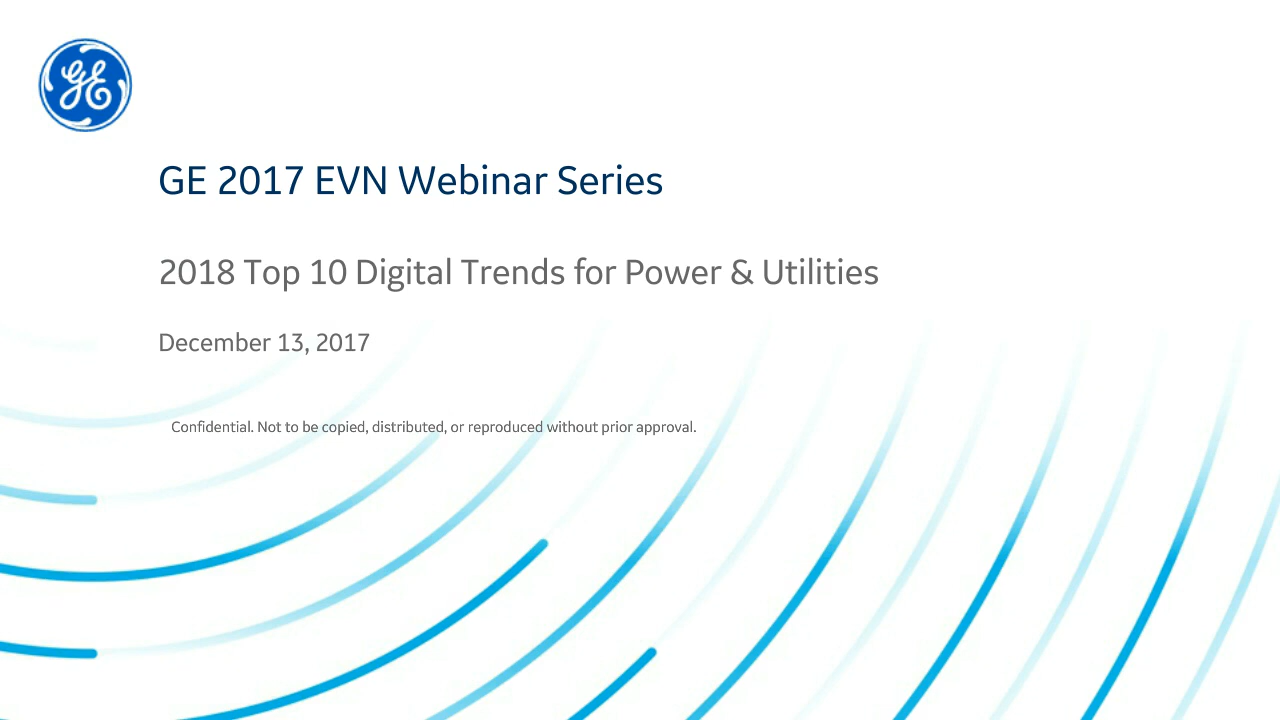 GE
GE 2017 EVN Webinar Series
2018 Top 10 Digital Trends for Power & Utilities
December 13, 2017
Confidential. Not to be copied, distributed, or reproduced without prior approval.